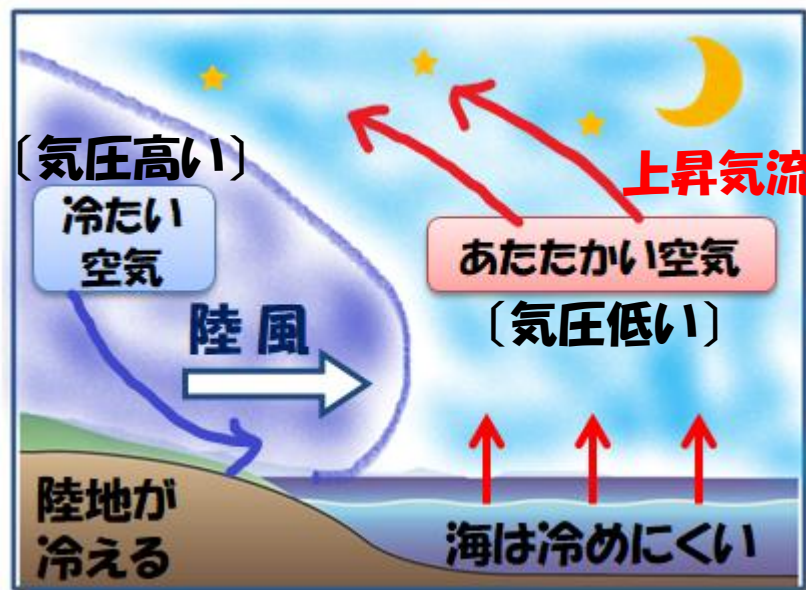 〔気圧高い〕
冷たい
空気
上昇気流
あたたかい空気
〔気圧低い〕
陸風
陸地が
冷える
海は冷めにくい